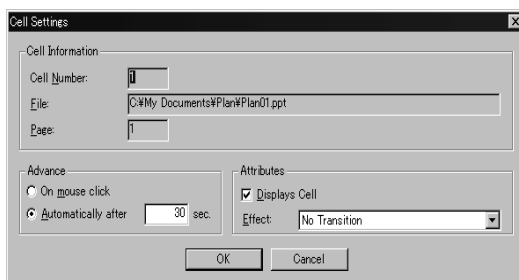 Cell Settings
Cell Information
Cell Number: 1
File: C:¥My Documents¥Plan¥Plan01.ppt
Page: 1
Advance
On mouse click
Automatically after 30 sec.
Attributes
Displays Cell
Effect: No Transition
OK Cancel